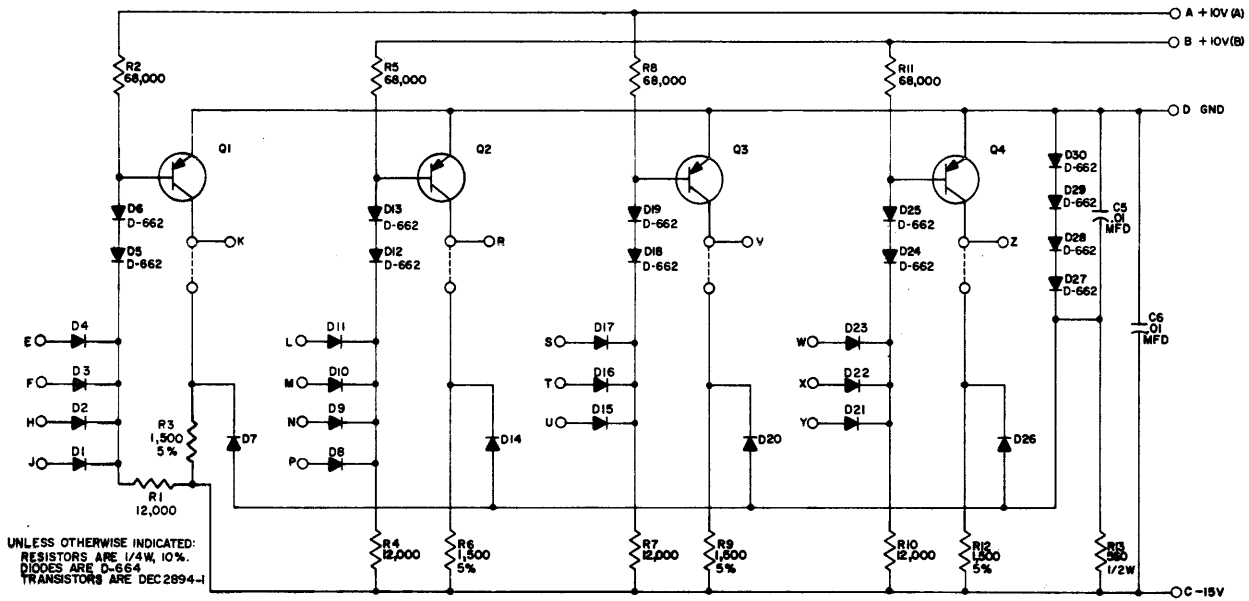 A +10V(A)
B +10V(B)
R2
68,000
R5
68,000
R8
68,000
R11
68,000
D GND
Q1
Q2
Q3
Q4
D30
D-662
D29
D-662
D28
D-662
D27
D-662
C5
.01
MFD
C6
.01
MFD
D6
D-662
D5
D-662
D13
D-662
D12
D-662
D19
D-662
D18
D-662
D25
D-662
D24
D-662
K
R
V
Z
E
D4
F
D3
H
D2
J
D1
L
D11
M
D10
N
D9
P
D8
S
D17
T
D16
U
D15
W
D23
X
D22
Y
D21
R3
1,500
5%
D7
D14
D20
D26
R1
12,000
R4
12,000
R6
1,500
5%
R7
12,000
R9
1,500
5%
R10
12,000
R12
1,500
5%
R13
560
1/2W
C -15V
UNLESS OTHERWISE INDICATED:
RESISTORS ARE 1/4W, 10%.
DIODES ARE D-664
TRANSISTORS ARE DEC2894-1